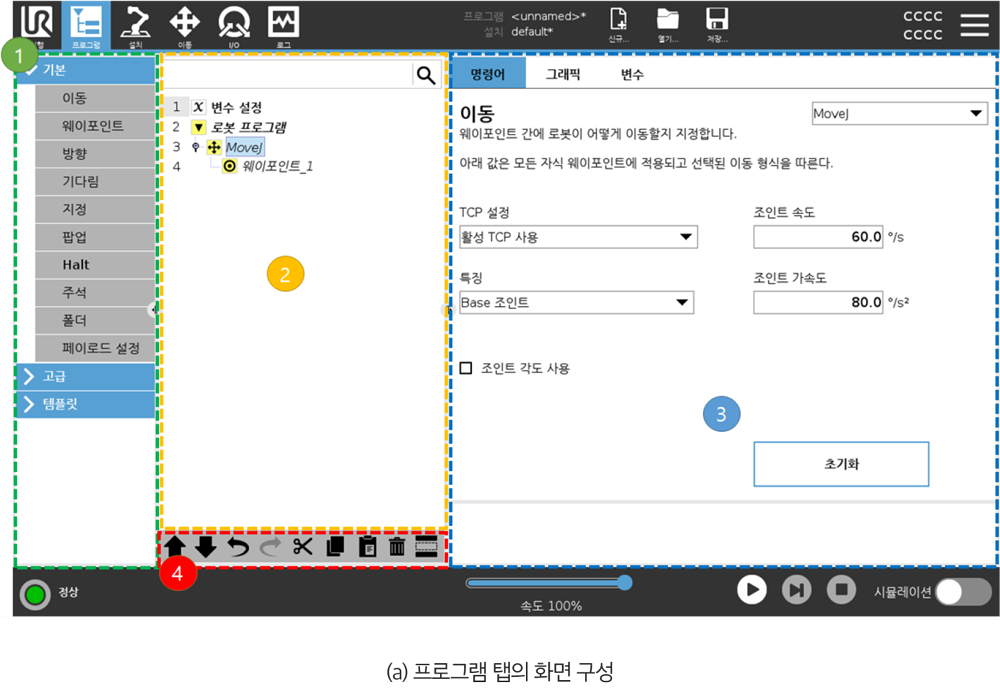 UR
프로그램
설치
이동
I/O
로그
프로그램 <unnamed>*
설치 default*
신규...
열기...
저장...
CCCC
CCCC
1
기본
이동
웨이포인트
방향
기다림
지정
팝업
Halt
주석
폴더
페이로드 설정
고급
템플릿
1 X 변수 설정
2 로봇 프로그램
3 MoveJ
4 웨이포인트_1
2
4
명령어 그래픽 변수
이동
MoveJ
웨이포인트 간에 로봇이 어떻게 이동할지 지정합니다.
아래 값은 모든 자식 웨이포인트에 적용되고 선택된 이동 형식을 따른다.
TCP 설정
조인트 속도
활성 TCP 사용
60.0 °/s
특징
조인트 가속도
Base 조인트
80.0 °/s²
조인트 각도 사용
3
초기화
정상
속도 100%
시뮬레이션
(a) 프로그램 탭의 화면 구성